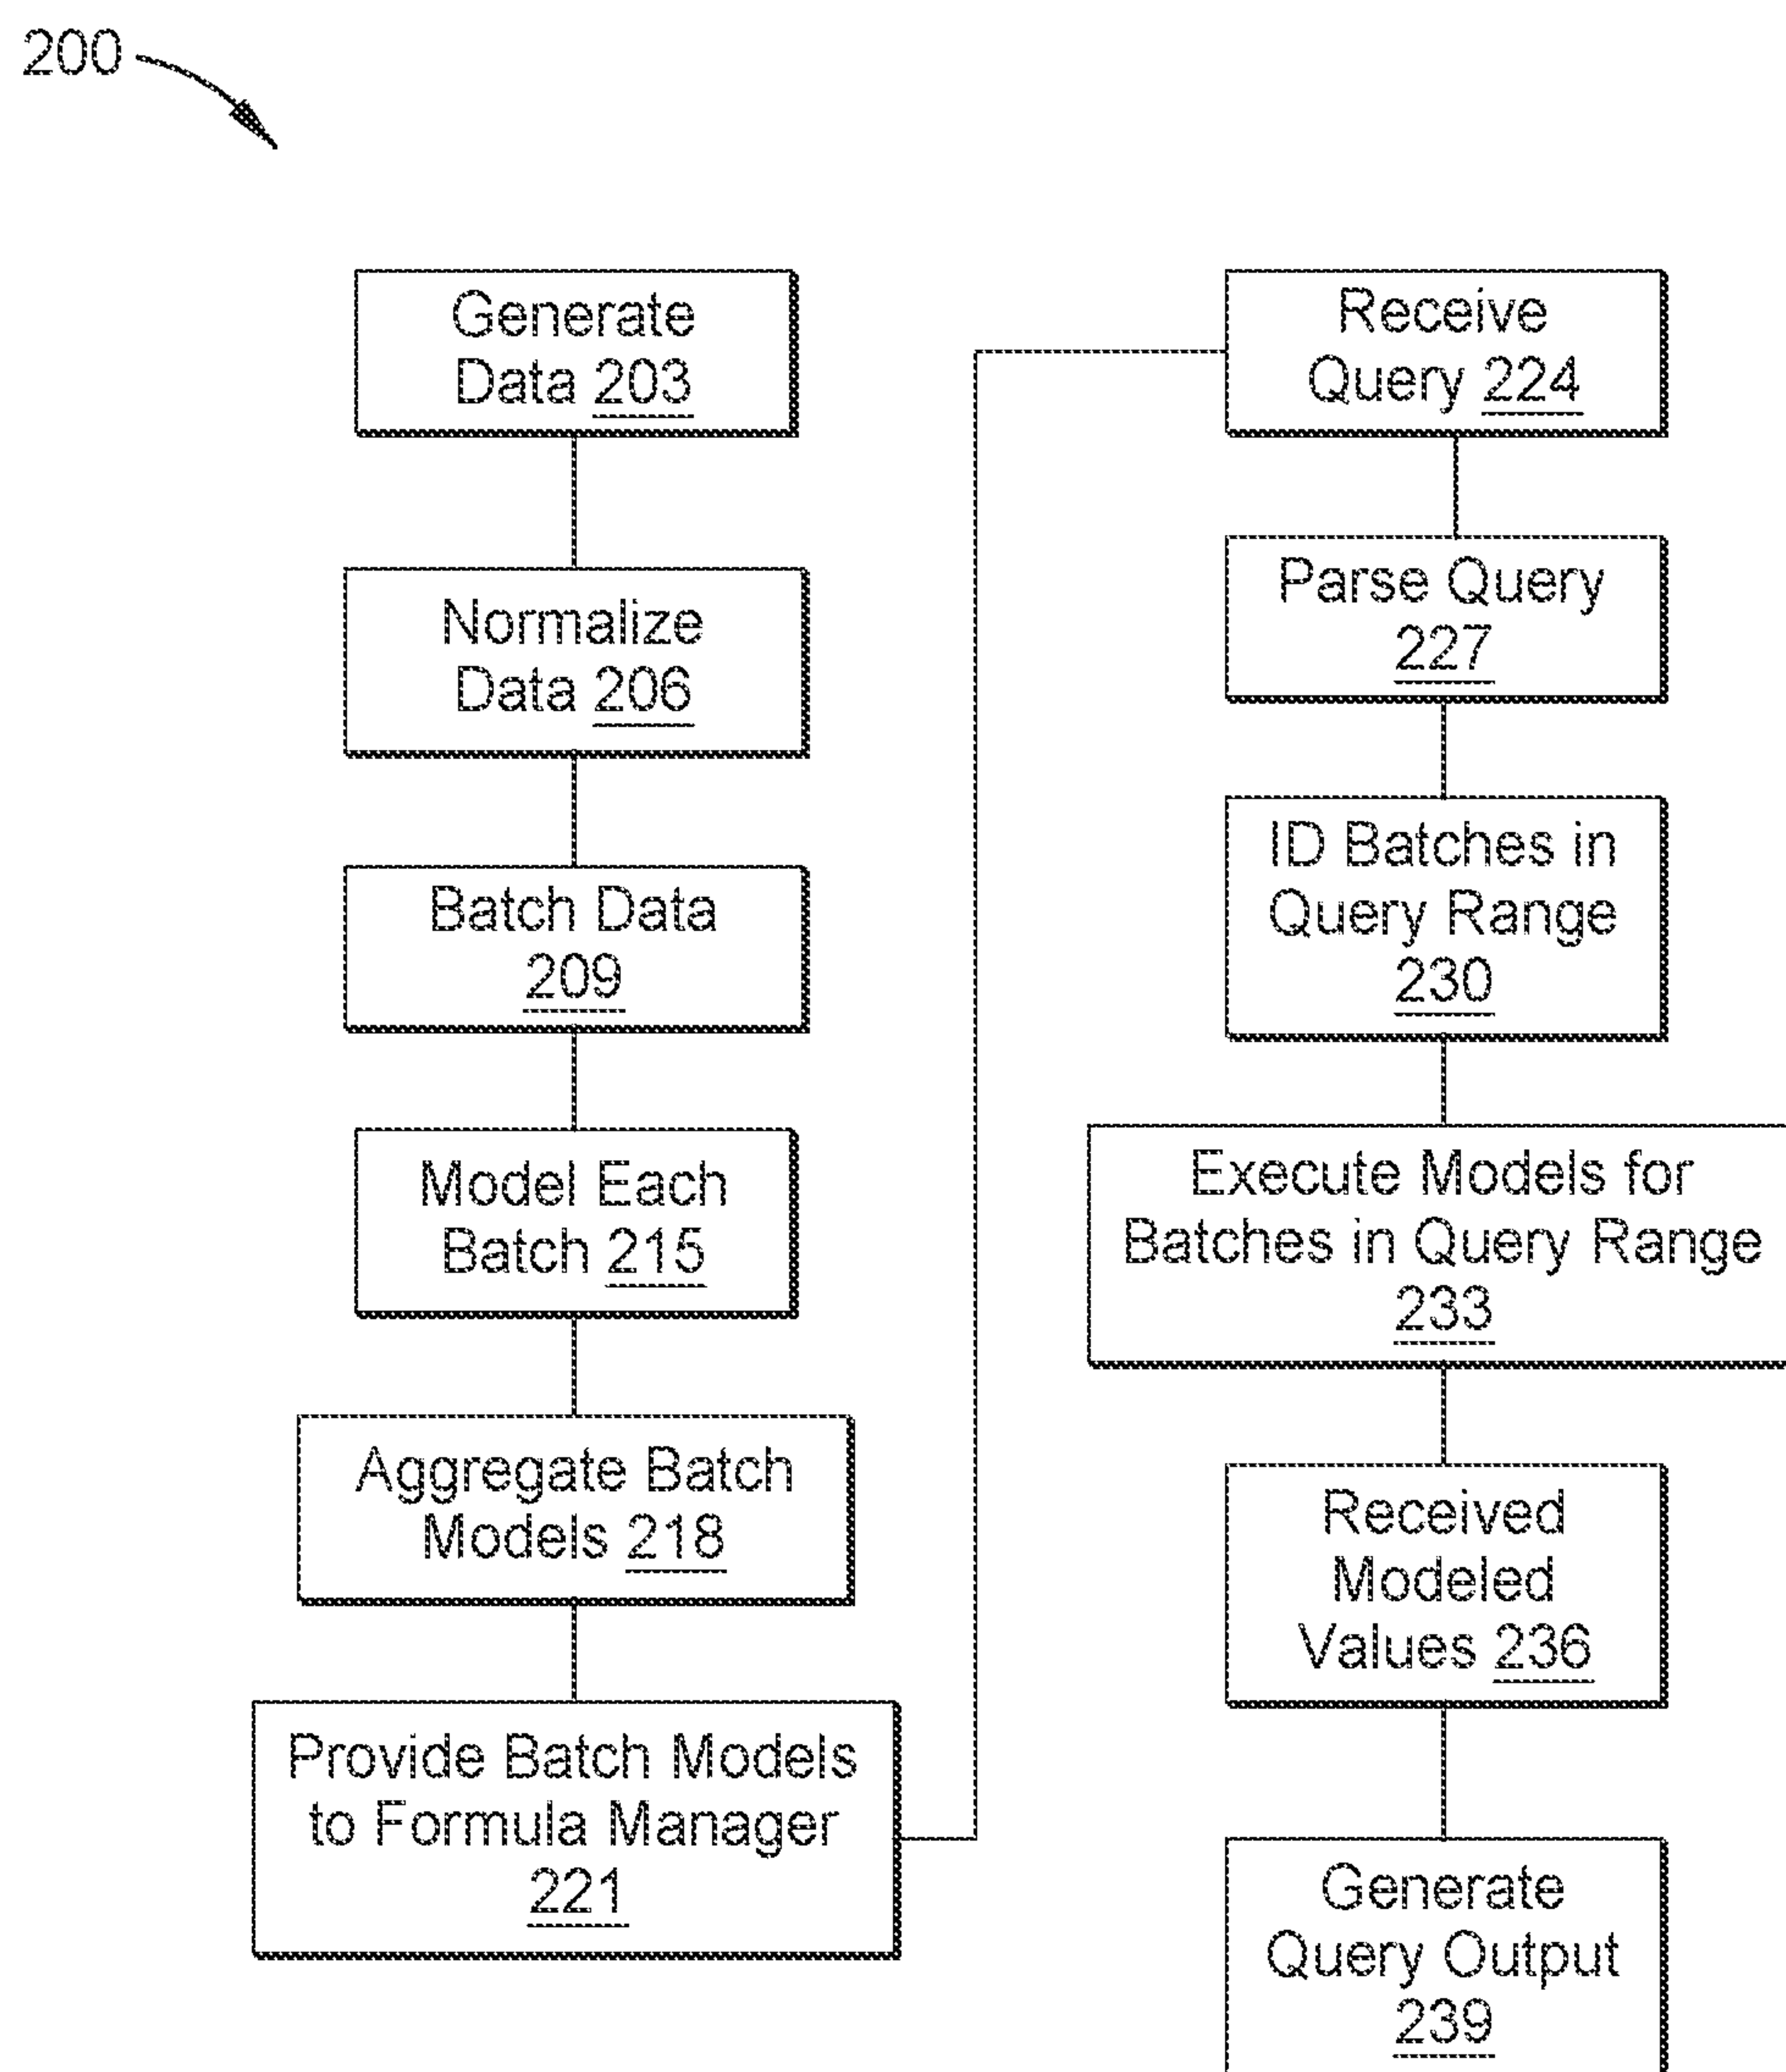 200
Generate
Data 203
Normalize
Data 206
Batch Data
209
Model Each
Batch 215
Aggregate Batch
Models 218
Provide Batch Models
to Formula Manager
221
Receive
Query 224
Parse Query
227
ID Batches in
Query Range
230
Execute Models for
Batches in Query Range
233
Received
Modeled
Values 236
Generate
Query Output
239